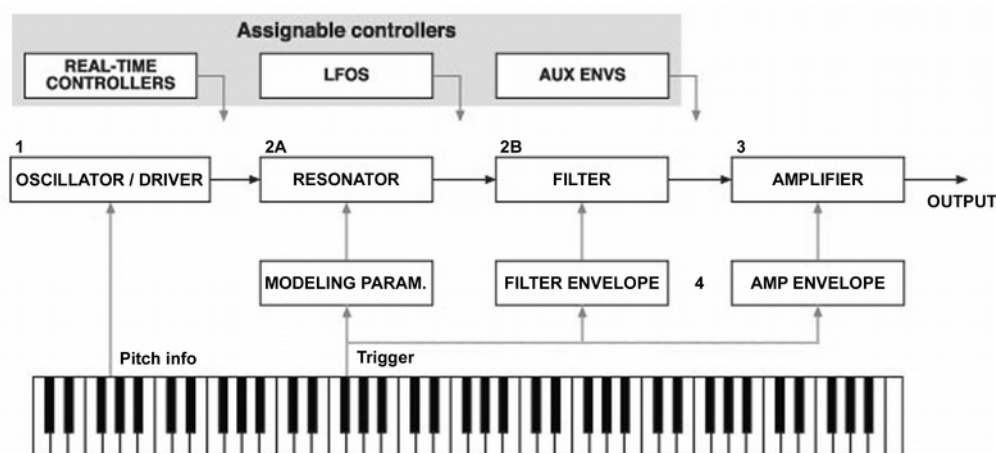 Assignable controllers
REAL-TIME
CONTROLLERS
LFOS
AUX ENVS
1
2A
2B
3
OSCILLATOR / DRIVER
RESONATOR
FILTER
AMPLIFIER
OUTPUT
MODELING PARAM.
FILTER ENVELOPE
4
AMP ENVELOPE
Pitch info
Trigger